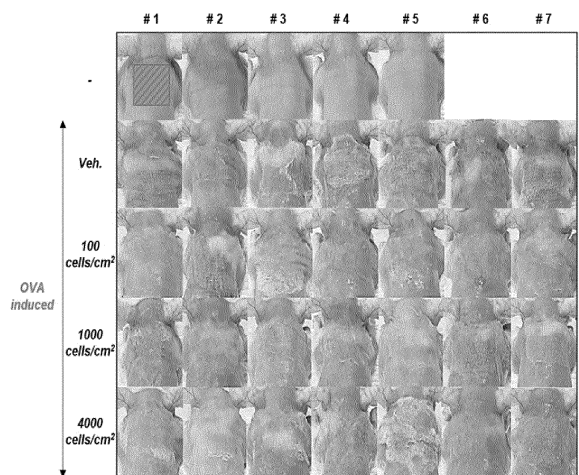 # 1 # 2 # 3 # 4 # 5 # 6 # 7
-
Veh.
100
cells/cm²
OVA
induced
1000
cells/cm²
4000
cells/cm²